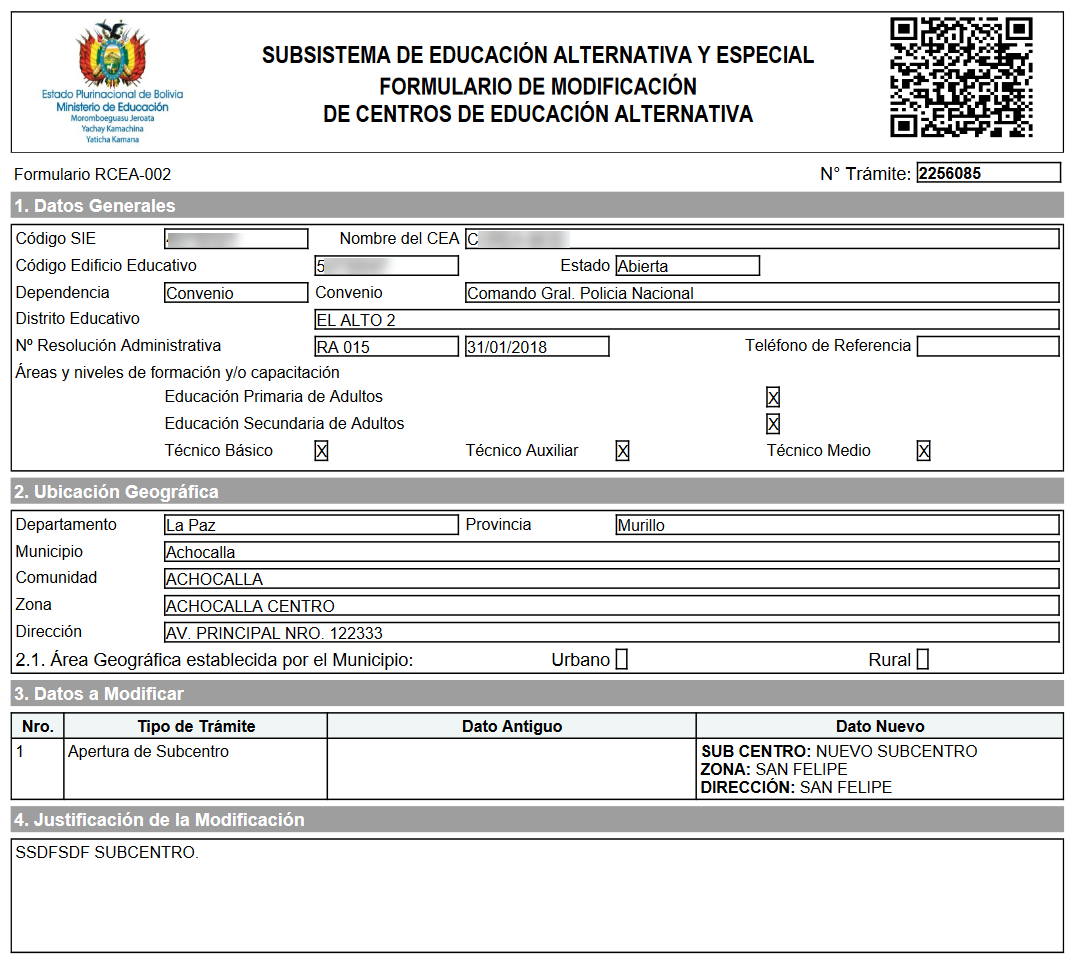 Estado Plurinacional de Bolivia
Ministerio de Educación
Moromboeguasu Jeroata
Yachay Kamachina
Yaticha Kamana
SUBSISTEMA DE EDUCACIÓN ALTERNATIVA Y ESPECIAL
FORMULARIO DE MODIFICACIÓN
DE CENTROS DE EDUCACIÓN ALTERNATIVA
Formulario RCEA-002 N° Trámite: 2256085
1. Datos Generales
Código SIE Nombre del CEA C
Código Edificio Educativo 5 Estado Abierta
Dependencia Convenio Convenio Comando Gral. Policia Nacional
Distrito Educativo EL ALTO 2
Nº Resolución Administrativa RA 015 31/01/2018 Teléfono de Referencia
Áreas y niveles de formación y/o capacitación
Educación Primaria de Adultos X
Educación Secundaria de Adultos X
Técnico Básico X Técnico Auxiliar X Técnico Medio X
2. Ubicación Geográfica
Departamento La Paz Provincia Murillo
Municipio Achocalla
Comunidad ACHOCALLA
Zona ACHOCALLA CENTRO
Dirección AV. PRINCIPAL NRO. 122333
2.1. Área Geográfica establecida por el Municipio: Urbano Rural
3. Datos a Modificar
Nro. Tipo de Trámite Dato Antiguo Dato Nuevo
1 Apertura de Subcentro SUB CENTRO: NUEVO SUBCENTRO
ZONA: SAN FELIPE
DIRECCIÓN: SAN FELIPE
4. Justificación de la Modificación
SSDFSDF SUBCENTRO.